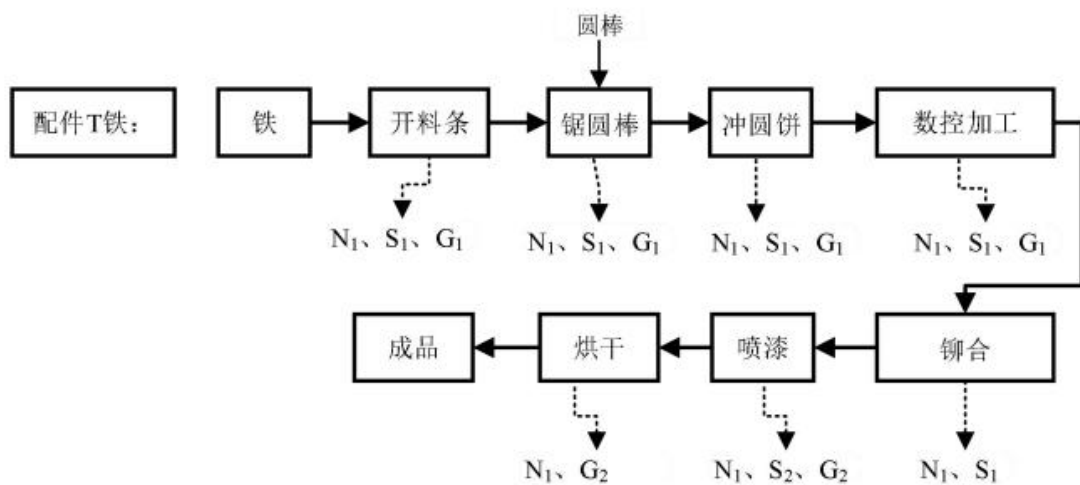 圆棒
配件T铁：
铁
开料条
锯圆棒
冲圆饼
数控加工
N₁、S₁、G₁
N₁、S₁、G₁
N₁、S₁、G₁
N₁、S₁、G₁
成品
烘干
喷漆
铆合
N₁、G₂
N₁、S₂、G₂
N₁、S₁